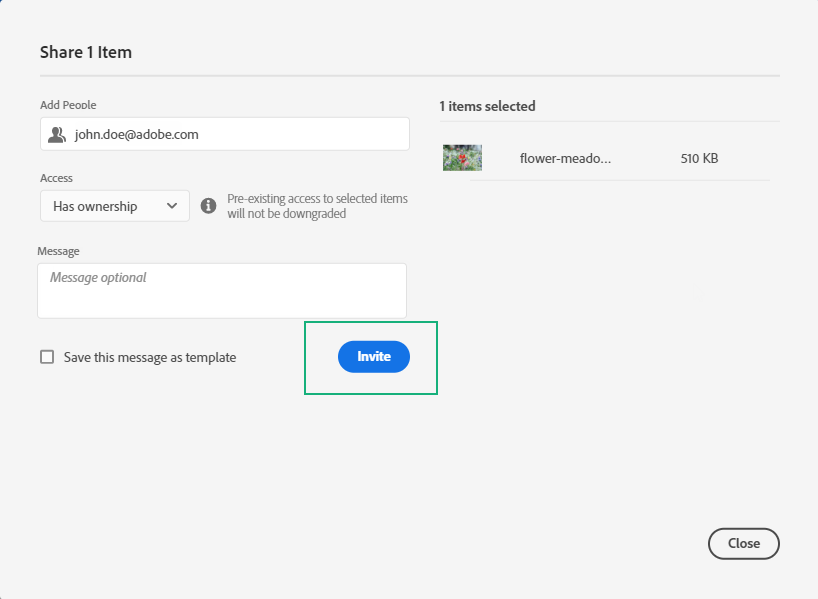 Share 1 Item
Add People
john.doe@adobe.com
Access
Has ownership
Pre-existing access to selected items
will not be downgraded
Message
Message optional
Save this message as template
Invite
1 items selected
flower-meado...
510 KB
Close